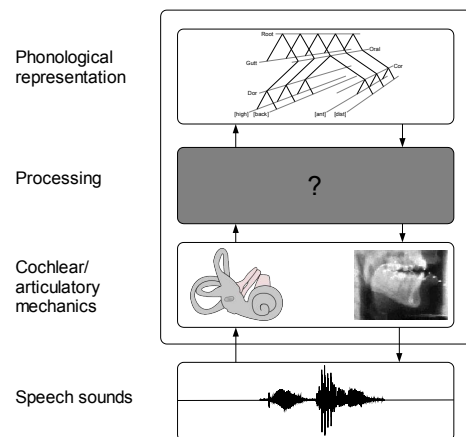 Phonological
representation
Root
Oral
Gutt
Cor
Dor
[high] [back] [ant] [dist]
Processing
?
Cochlear/
articulatory
mechanics
Speech sounds